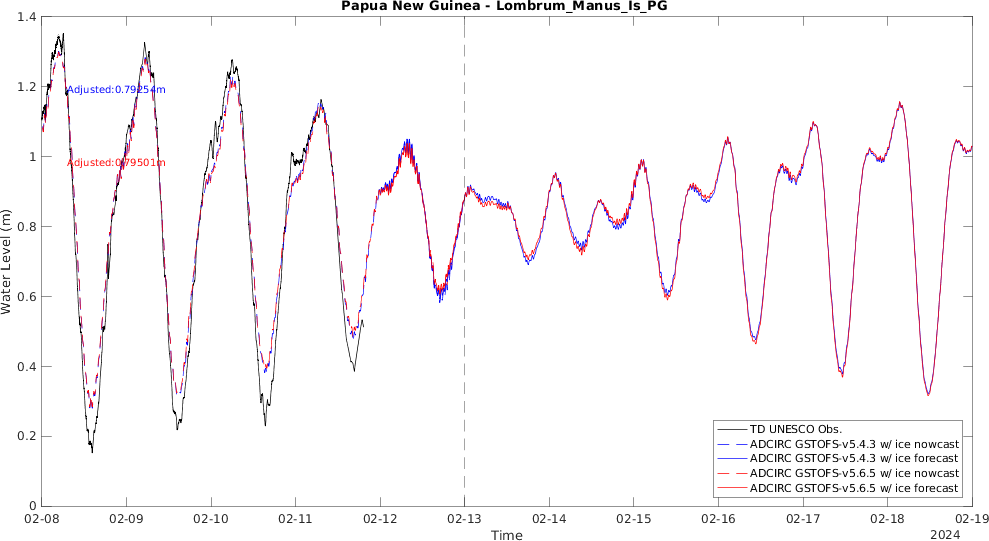 Papua New Guinea - Lombrum_Manus_Is_PG
1.4
1.2
1
0.8
0.6
0.4
0.2
0
Water Level (m)
Adjusted:0.79254m
Adjusted:0.79501m
TD UNESCO Obs.
ADCIRC GSTOFS-v5.4.3 w/ ice nowcast
ADCIRC GSTOFS-v5.4.3 w/ ice forecast
ADCIRC GSTOFS-v5.6.5 w/ ice nowcast
ADCIRC GSTOFS-v5.6.5 w/ ice forecast
02-08 02-09 02-10 02-11 02-12 02-13 02-14 02-15 02-16 02-17 02-18 02-19
Time
2024